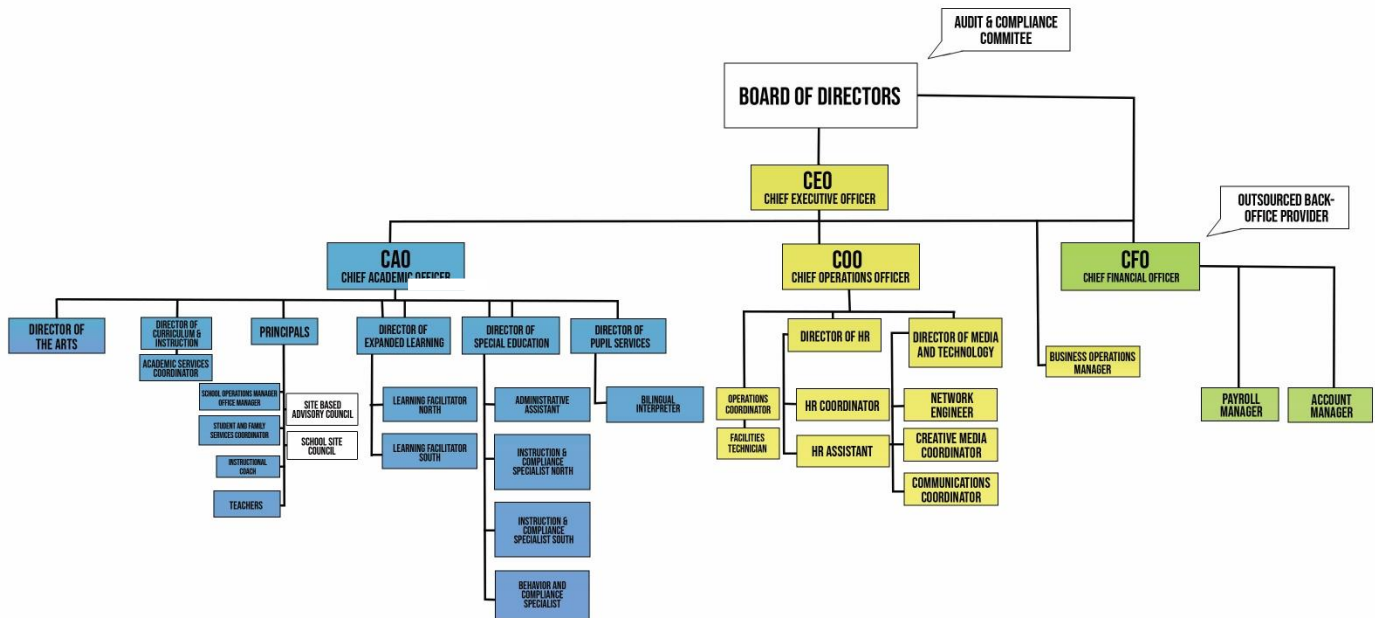 AUDIT & COMPLIANCE
COMMITEE
BOARD OF DIRECTORS
CEO
CHIEF EXECUTIVE OFFICER
OUTSOURCED BACK-
OFFICE PROVIDER
CAO
CHIEF ACADEMIC OFFICER
COO
CHIEF OPERATIONS OFFICER
CFO
CHIEF FINANCIAL OFFICER
DIRECTOR OF
THE ARTS
DIRECTOR OF
CURRICULUM &
INSTRUCTION
ACADEMIC SERVICES
COORDINATOR
PRINCIPALS
SCHOOL OPERATIONS MANAGER
OFFICE MANAGER
SITE BASED
ADVISORY COUNCIL
STUDENT AND FAMILY
SERVICES COORDINATOR
SCHOOL SITE
COUNCIL
INSTRUCTIONAL
COACH
TEACHERS
DIRECTOR OF
EXPANDED LEARNING
LEARNING FACILITATOR
NORTH
LEARNING FACILITATOR
SOUTH
DIRECTOR OF
SPECIAL EDUCATION
ADMINISTRATIVE
ASSISTANT
INSTRUCTION &
COMPLIANCE
SPECIALIST NORTH
INSTRUCTION &
COMPLIANCE
SPECIALIST SOUTH
BEHAVIOR AND
COMPLIANCE
SPECIALIST
DIRECTOR OF
PUPIL SERVICES
BILINGUAL
INTERPRETER
OPERATIONS
COORDINATOR
FACILITIES
TECHNICIAN
DIRECTOR OF HR
HR COORDINATOR
HR ASSISTANT
DIRECTOR OF MEDIA
AND TECHNOLOGY
NETWORK
ENGINEER
CREATIVE MEDIA
COORDINATOR
COMMUNICATIONS
COORDINATOR
BUSINESS OPERATIONS
MANAGER
PAYROLL
MANAGER
ACCOUNT
MANAGER